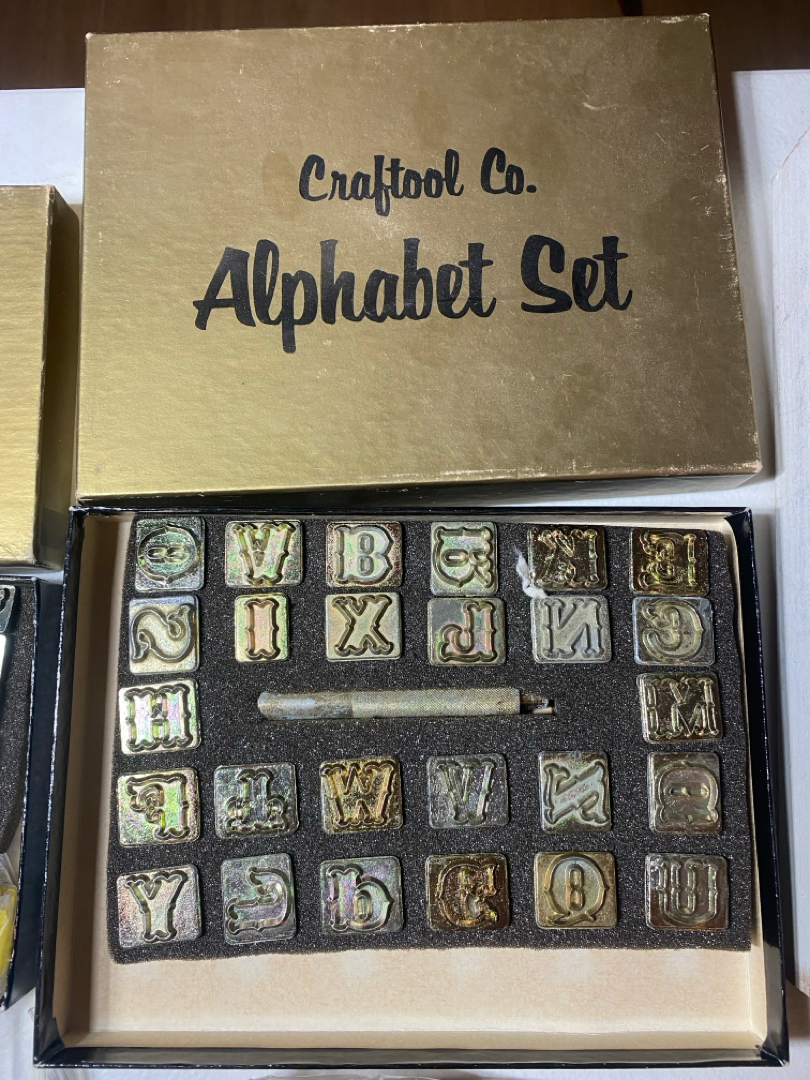 Craftool Co.
Alphabet Set
O A B R K E
S I X L N G
H M
F T W V Z D
Y J P C Q U